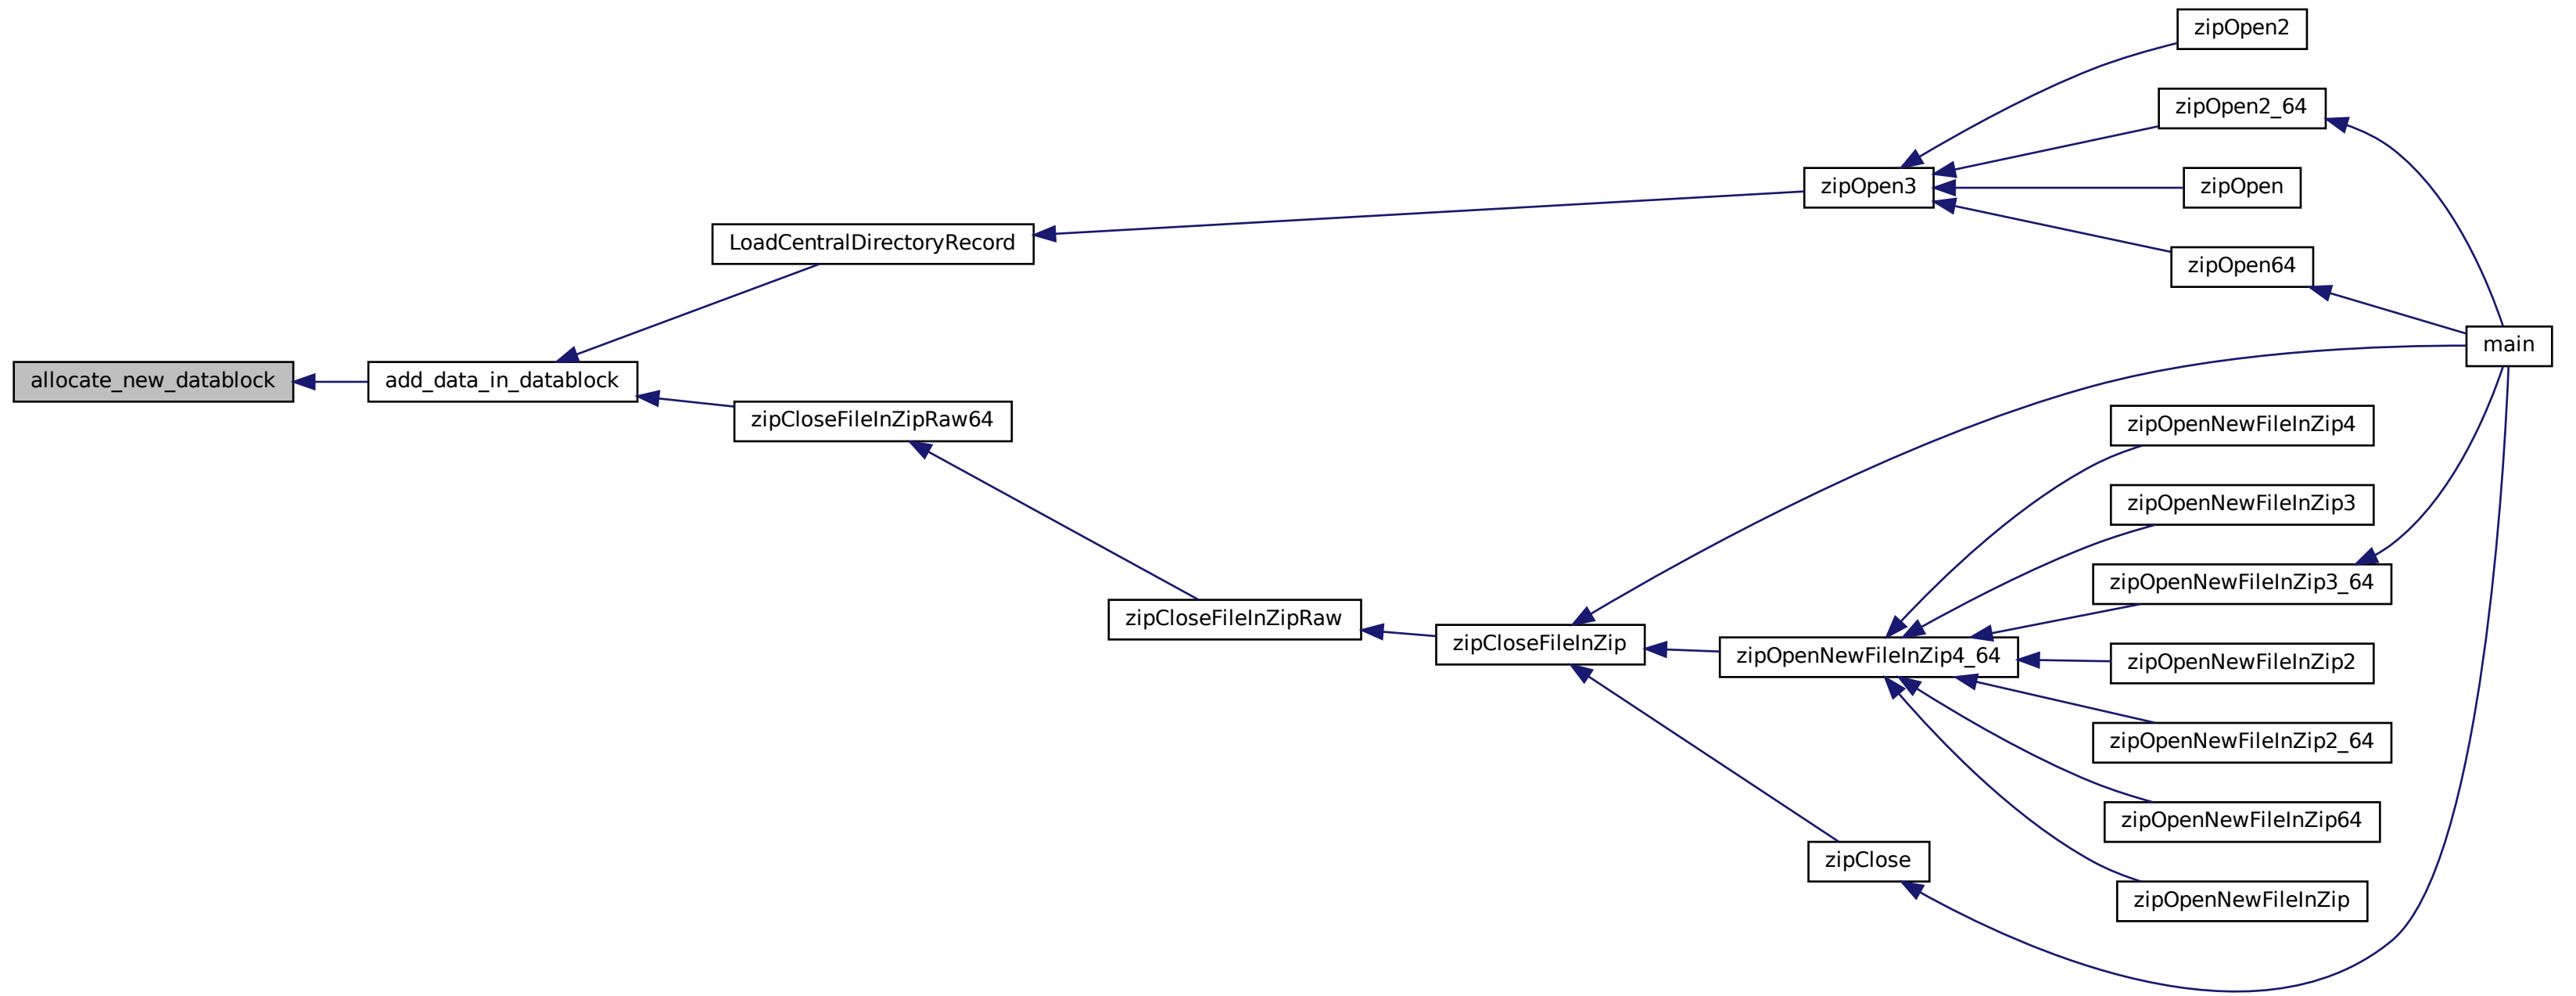 zipOpen2
zipOpen2_64
zipOpen3
zipOpen
LoadCentralDirectoryRecord
zipOpen64
main
allocate_new_datablock
add_data_in_datablock
zipCloseFileInZipRaw64
zipOpenNewFileInZip4
zipOpenNewFileInZip3
zipOpenNewFileInZip3_64
zipCloseFileInZipRaw
zipCloseFileInZip
zipOpenNewFileInZip4_64
zipOpenNewFileInZip2
zipOpenNewFileInZip2_64
zipOpenNewFileInZip64
zipClose
zipOpenNewFileInZip